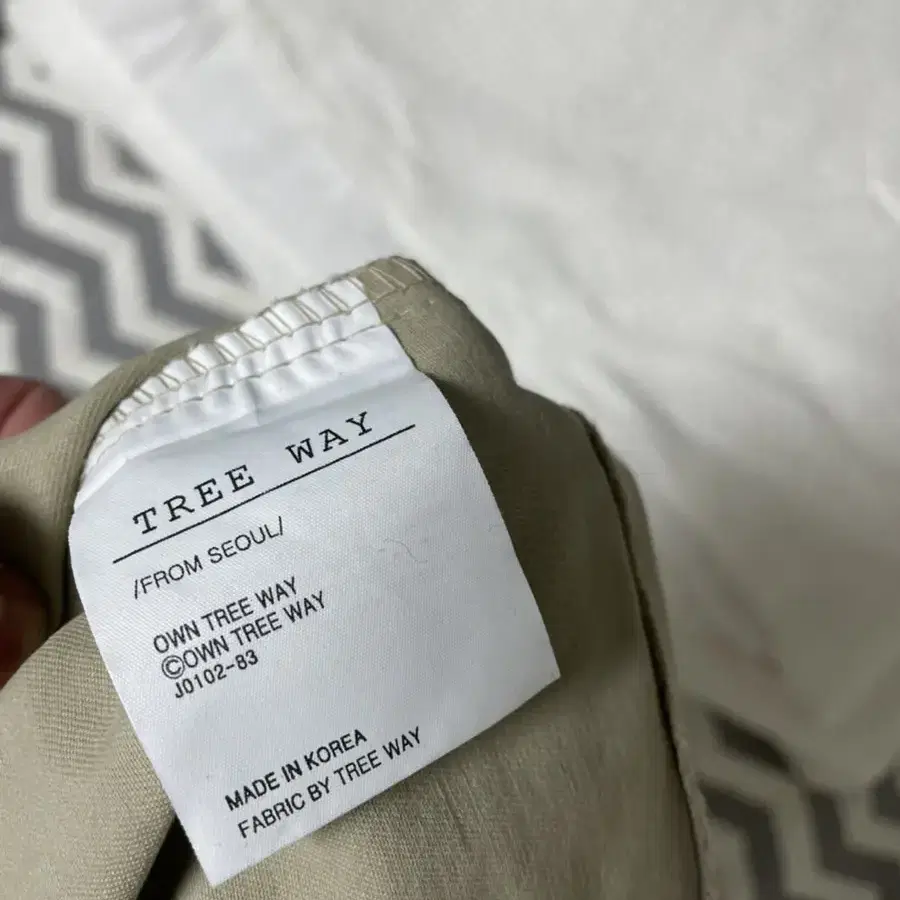 TREE WAY
/FROM SEOUL/
OWN TREE WAY
©OWN TREE WAY
J0102-83
MADE IN KOREA
FABRIC BY TREE WAY